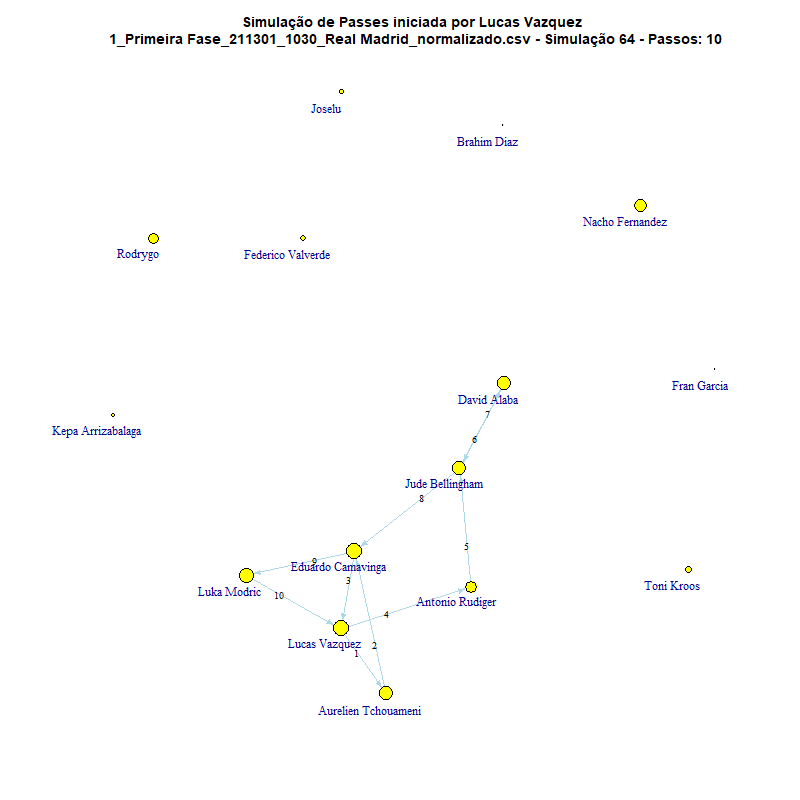 Simulação de Passes iniciada por Lucas Vazquez
1_Primeira Fase_211301_1030_Real Madrid_normalizado.csv - Simulação 64 - Passos: 10
Joselu
Brahim Diaz
Nacho Fernandez
Rodrygo
Federico Valverde
Fran Garcia
David Alaba
7
Kepa Arrizabalaga
6
Jude Bellingham
8
5
9
Eduardo Camavinga
3
Toni Kroos
Luka Modric
10
Antonio Rudiger
4
Lucas Vazquez
2
1
Aurelien Tchouameni